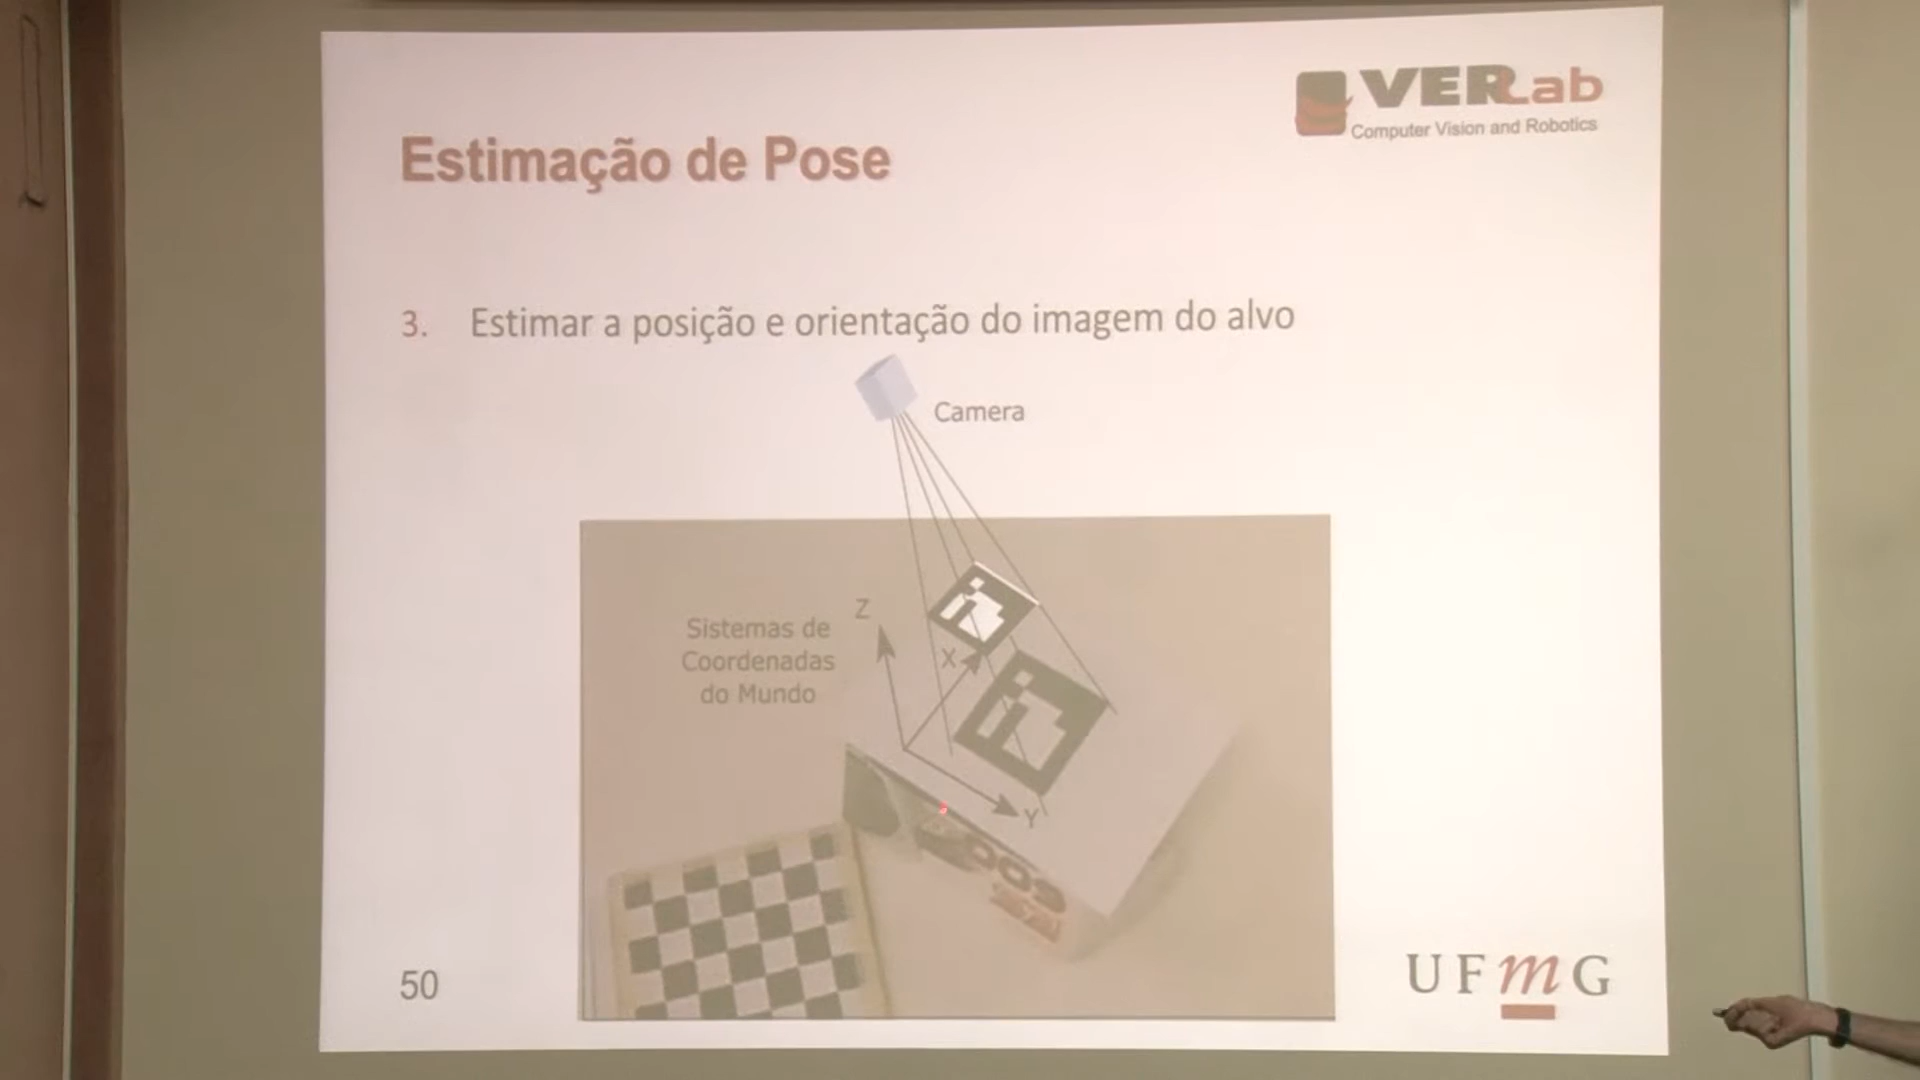 VERLab
Computer Vision and Robotics
Estimação de Pose
3. Estimar a posição e orientação do imagem do alvo
Camera
Sistemas de
Coordenadas
do Mundo
Z
X
Y
50
UFmG